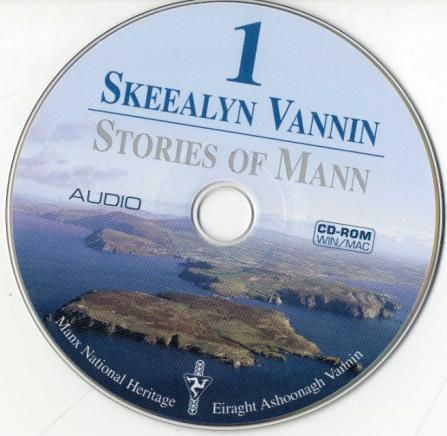 1
SKEEALYN VANNIN
STORIES OF MANN
AUDIO
CD-ROM
WIN/MAC
Manx National Heritage
Eiraght Ashoonagh Vannin